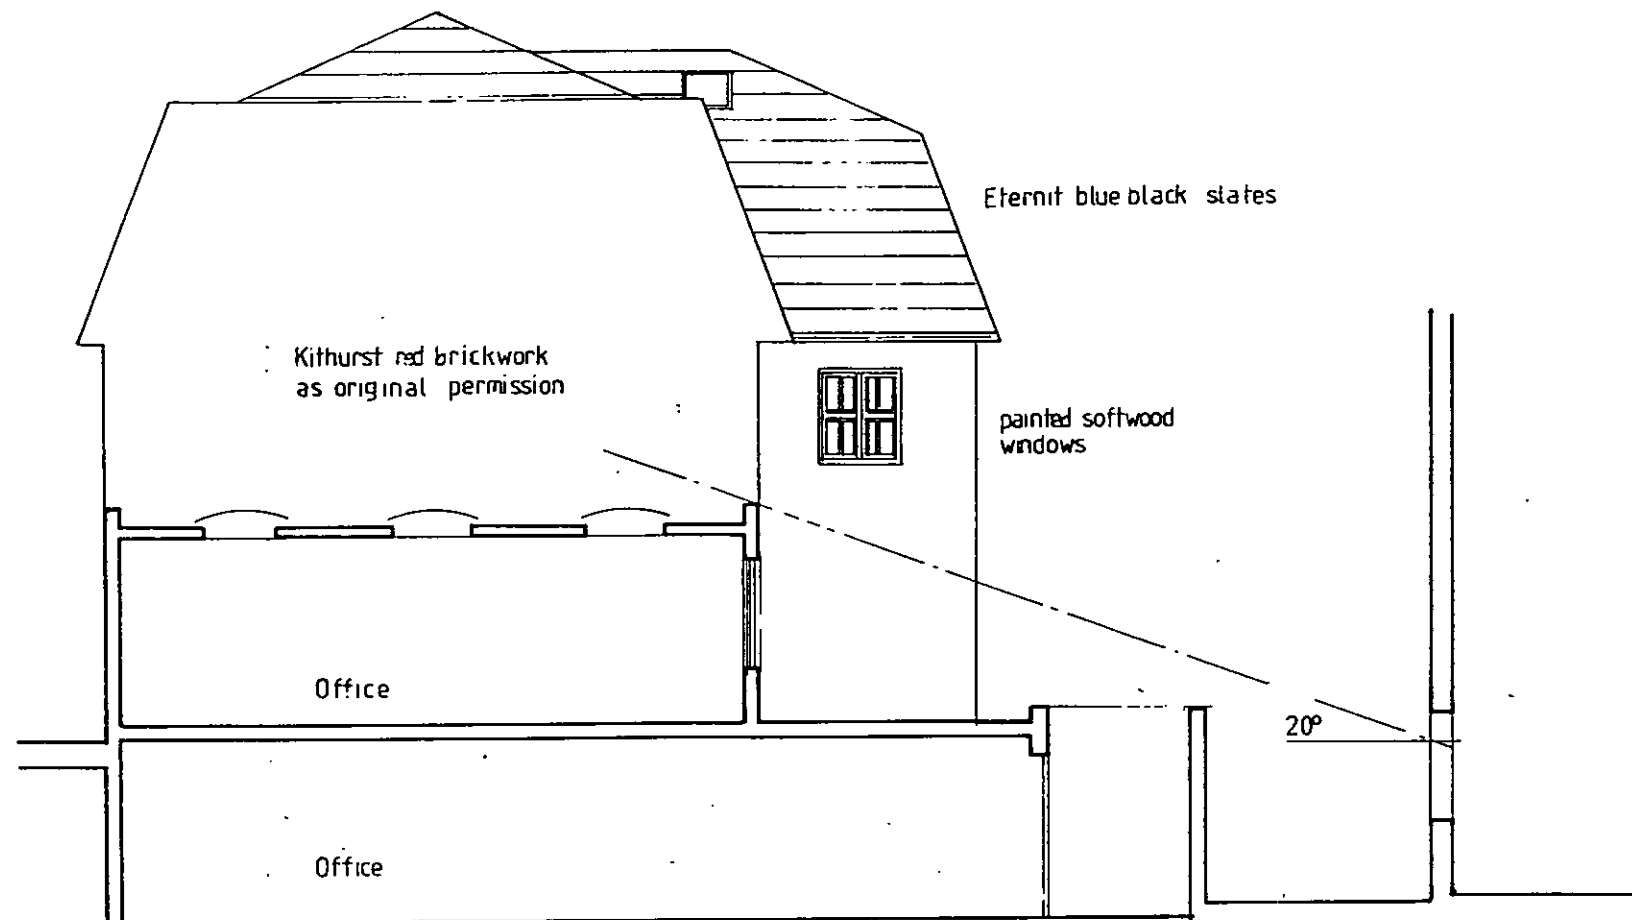 Eternit blue black slates
Kithurst red brickwork
as original permission
painted softwood
windows
Office
20°
Office